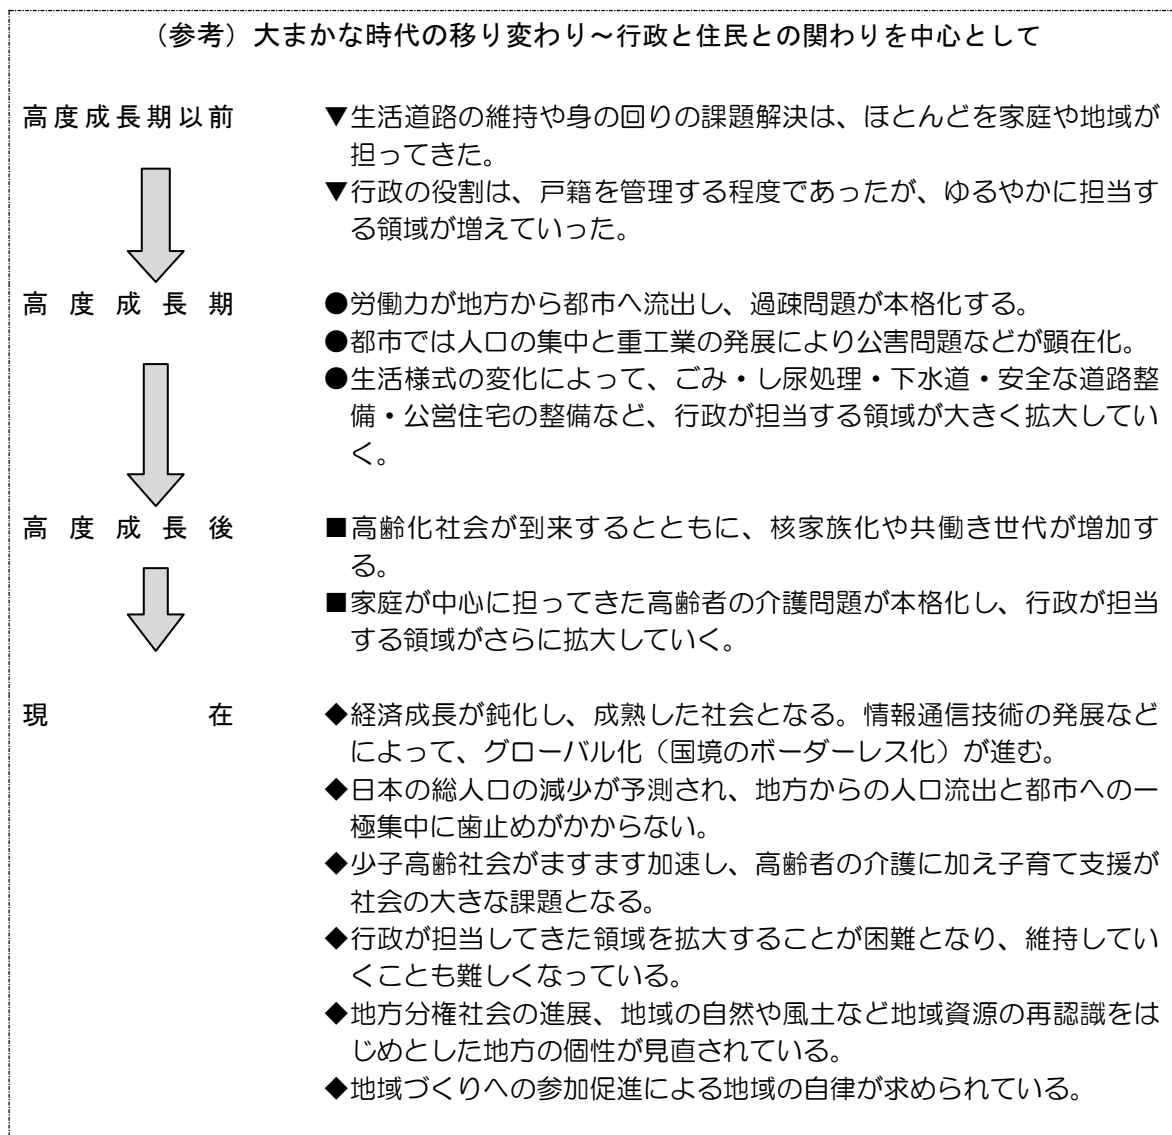 （参考）大まかな時代の移り変わり～行政と住民との関わりを中心として
高度成長期以前
▼生活道路の維持や身の回りの課題解決は、ほとんどを家庭や地域が
担ってきた。
▼行政の役割は、戸籍を管理する程度であったが、ゆるやかに担当す
る領域が増えていった。
高度成長期
●労働力が地方から都市へ流出し、過疎問題が本格化する。
●都市では人口の集中と重工業の発展により公害問題などが顕在化。
●生活様式の変化によって、ごみ・し尿処理・下水道・安全な道路整
備・公営住宅の整備など、行政が担当する領域が大きく拡大してい
く。
高度成長後
■高齢化社会が到来するとともに、核家族化や共働き世代が増加す
る。
■家庭が中心に担ってきた高齢者の介護問題が本格化し、行政が担当
する領域がさらに拡大していく。
現在
◆経済成長が鈍化し、成熟した社会となる。情報通信技術の発展など
によって、グローバル化（国境のボーダーレス化）が進む。
◆日本の総人口の減少が予測され、地方からの人口流出と都市への一
極集中に歯止めがかからない。
◆少子高齢社会がますます加速し、高齢者の介護に加え子育て支援が
社会の大きな課題となる。
◆行政が担当してきた領域を拡大することが困難となり、維持してい
くことも難しくなっている。
◆地方分権社会の進展、地域の自然や風土など地域資源の再認識をは
じめとした地方の個性が見直されている。
◆地域づくりへの参加促進による地域の自律が求められている。